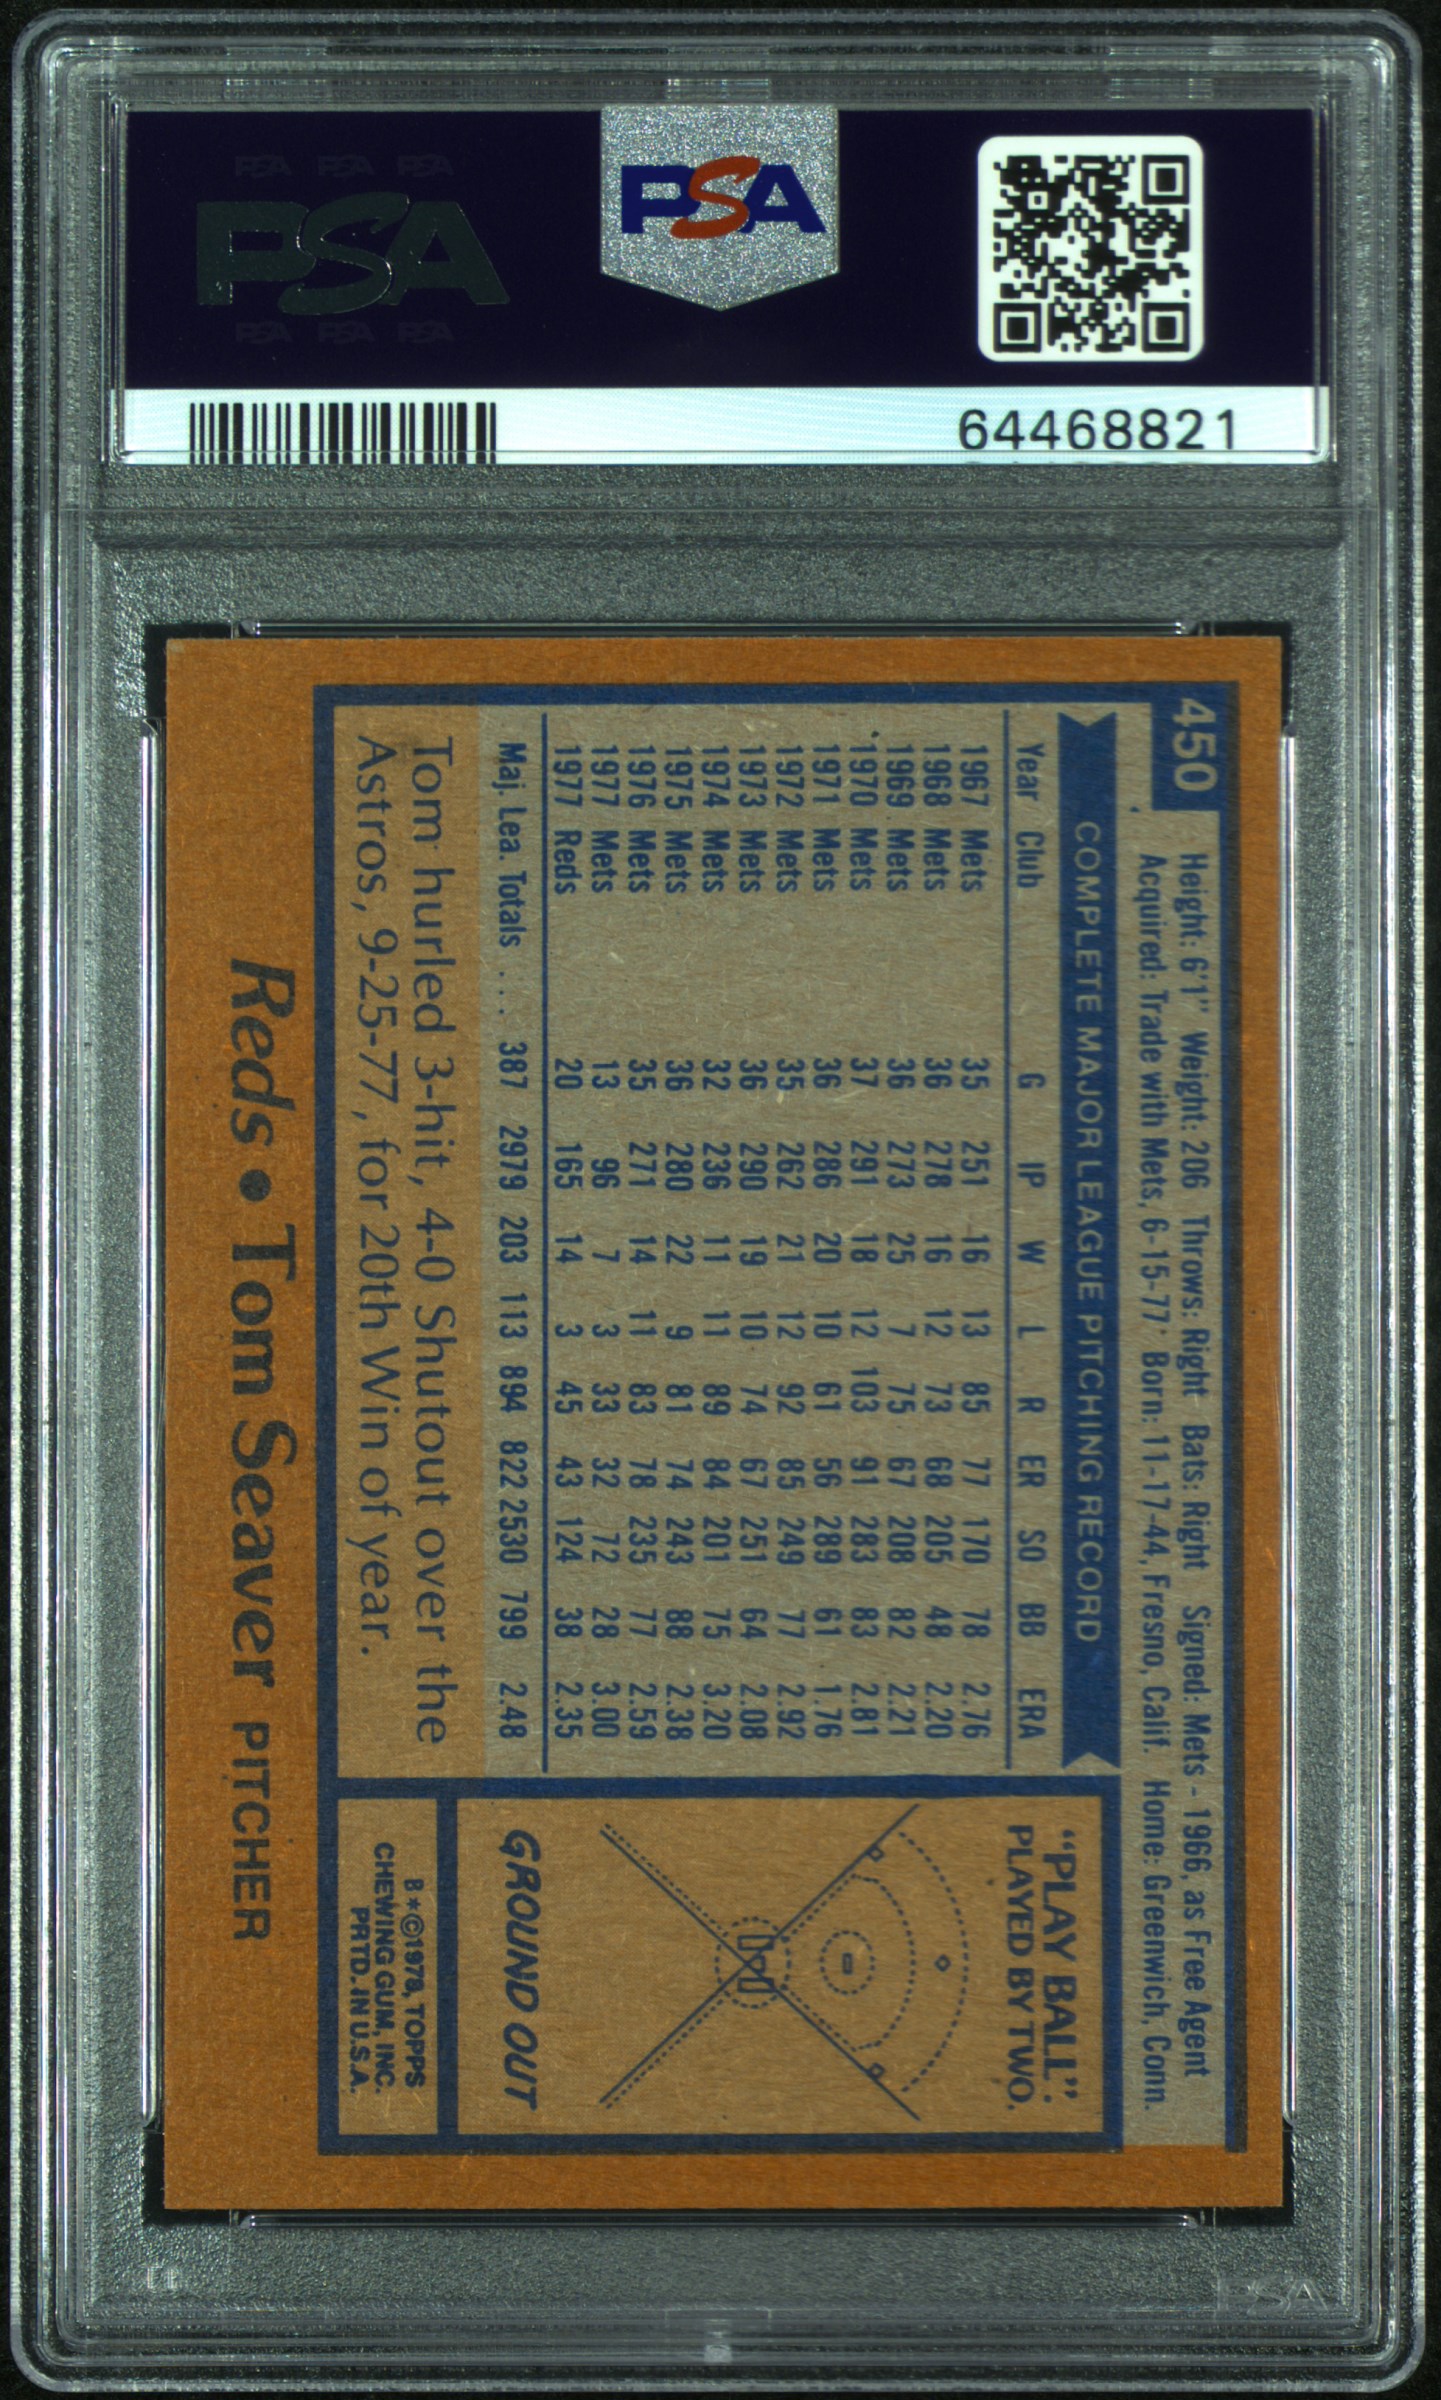 PSA PSA PSA
PSA
PSA PSA PSA
PSA
64468821
450
Height: 6'1" Weight: 206 Throws: Right Bats: Right Signed: Mets - 1966, as Free Agent
Acquired: Trade with Mets, 6-15-77 Born: 11-17-44, Fresno, Calif. Home: Greenwich, Conn.
COMPLETE MAJOR LEAGUE PITCHING RECORD
Year Club G IP W L R ER SO BB ERA
1967 Mets 35 251 16 13 85 77 170 78 2.76
1968 Mets 36 278 16 12 73 68 205 48 2.20
1969 Mets 36 273 25 7 75 67 208 82 2.21
1970 Mets 37 291 18 12 103 91 283 83 2.81
1971 Mets 36 286 20 10 61 56 289 61 1.76
1972 Mets 35 262 21 12 92 85 249 77 2.92
1973 Mets 36 290 19 10 74 67 251 64 2.08
1974 Mets 32 236 11 11 89 84 201 75 3.20
1975 Mets 36 280 22 9 81 74 243 88 2.38
1976 Mets 35 271 14 11 83 78 235 77 2.59
1977 Mets 13 96 7 3 33 32 72 28 3.00
1977 Reds 20 165 14 3 45 43 124 38 2.35
Maj. Lea. Totals . . . 387 2979 203 113 894 822 2530 799 2.48
Tom hurled 3-hit, 4-0 Shutout over the
Astros, 9-25-77, for 20th Win of year.
"PLAY BALL"
PLAYED BY TWO.
GROUND OUT
B*©1978, TOPPS
CHEWING GUM, INC.
PRTD. IN U.S.A.
Reds • Tom Seaver PITCHER
PSA